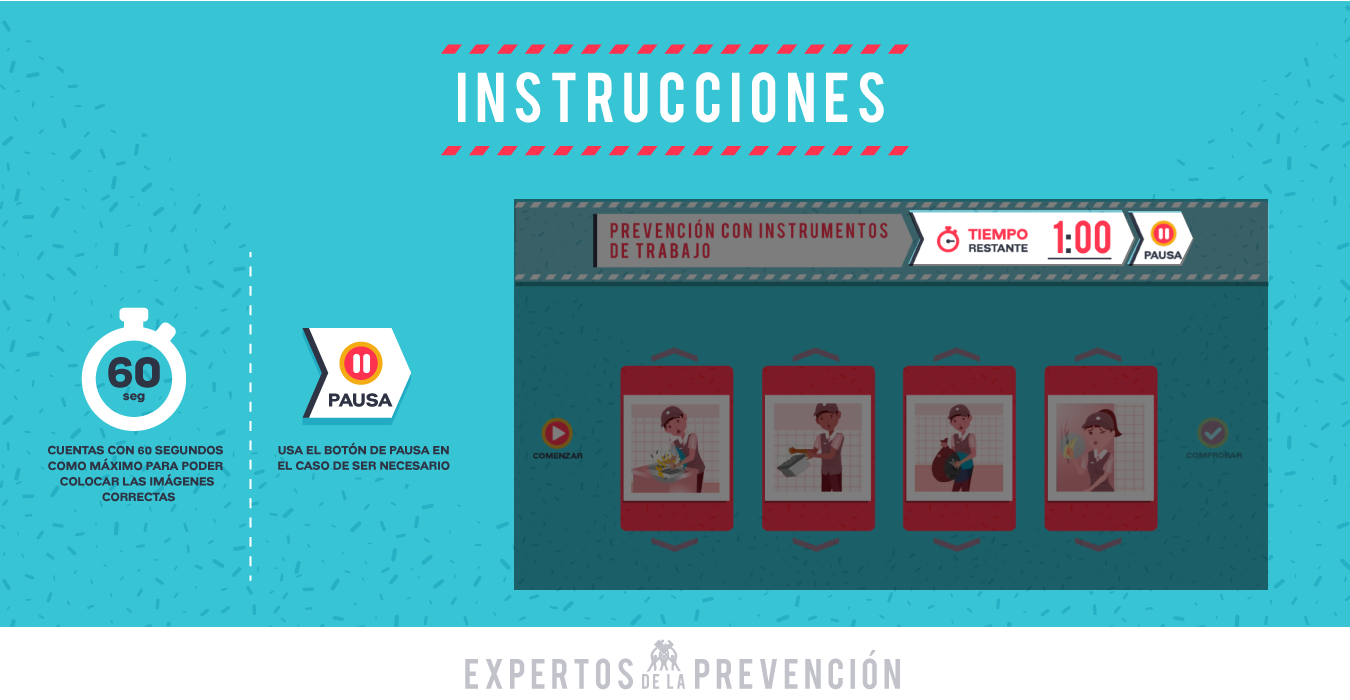 INSTRUCCIONES
PREVENCIÓN CON INSTRUMENTOS
DE TRABAJO
TIEMPO
RESTANTE
1:00
PAUSA
60
seg
CUENTAS CON 60 SEGUNDOS
COMO MÁXIMO PARA PODER
COLOCAR LAS IMÁGENES
CORRECTAS
PAUSA
USA EL BOTÓN DE PAUSA EN
EL CASO DE SER NECESARIO
COMENZAR
COMPROBAR
EXPERTOS DE LA PREVENCIÓN